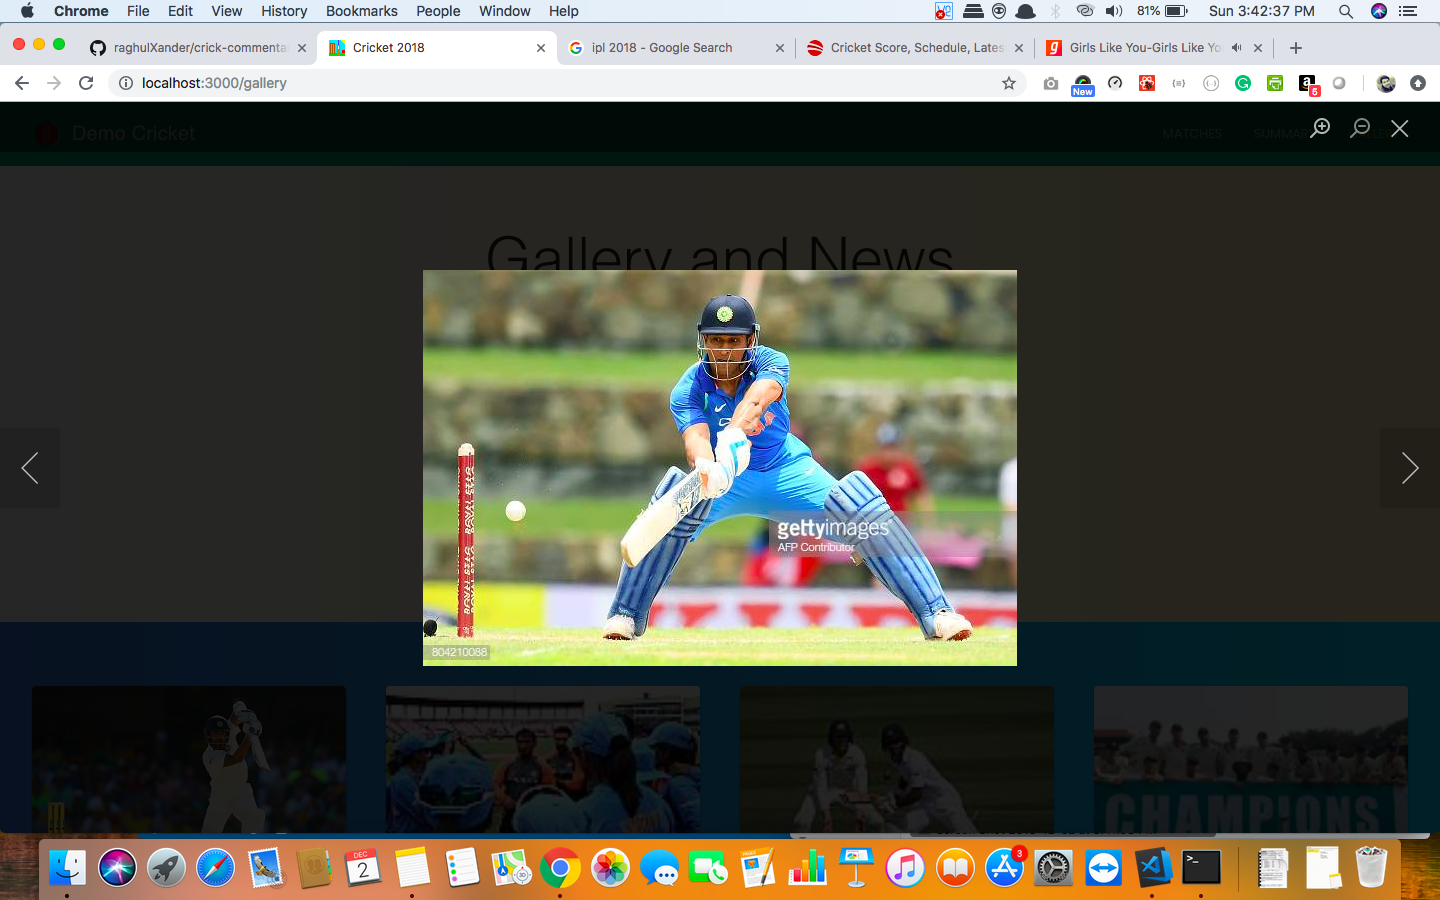 Chrome File Edit View History Bookmarks People Window Help
81% Sun 3:42:37 PM
raghulXander/crick-commenta
Cricket 2018
ipl 2018 - Google Search
Cricket Score, Schedule, Lates
Girls Like You-Girls Like Yo
localhost:3000/gallery
New
5
Demo Cricket
MATCHES
Gallery and News
gettyimages
AFP Contributor
804210088
CHAMPIONS
DEC
2
3